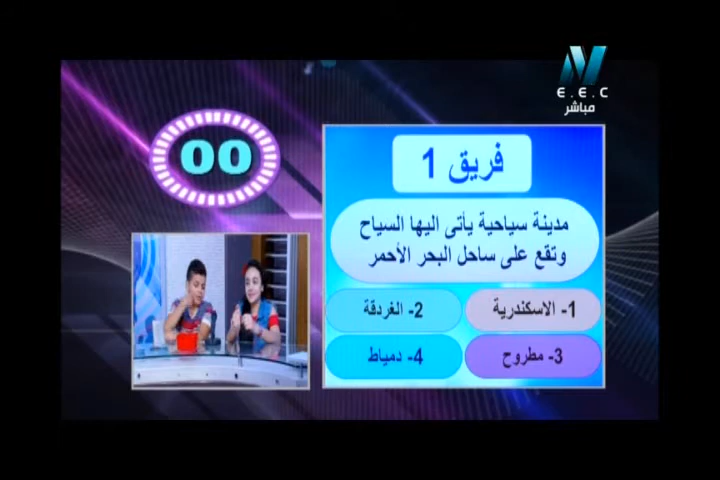 E.E.C
مباشر
00
فريق 1
مدينة سياحية يأتى اليها السياح
وتقع على ساحل البحر الأحمر
1- الاسكندرية
2- الغردقة
3- مطروح
4- دمياط